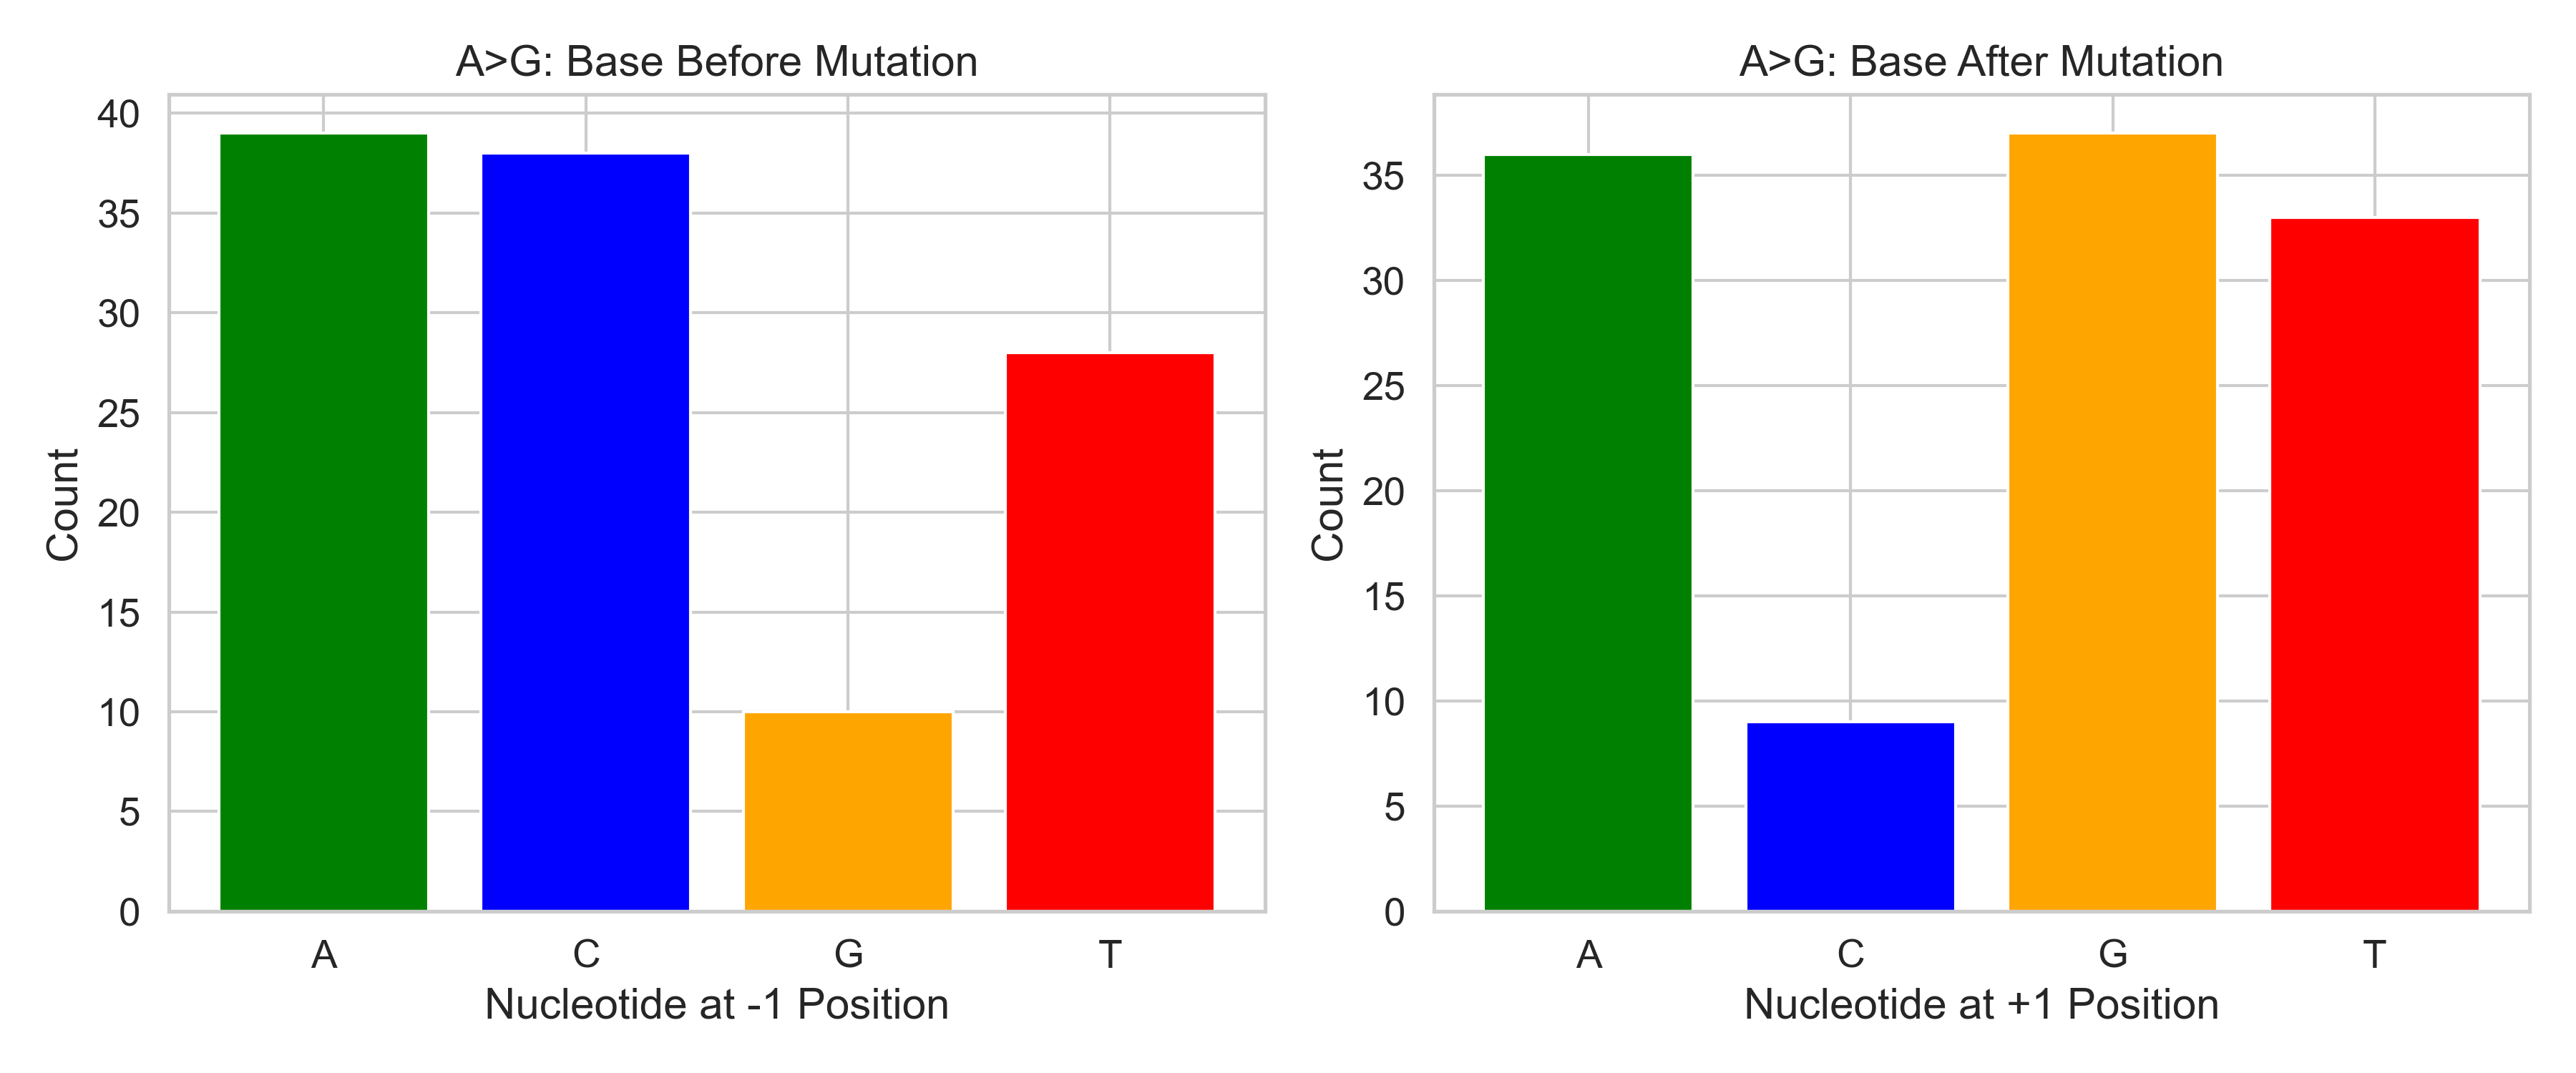 A>G: Base Before Mutation
40
35
30
25
20
15
10
5
0
Count
A C G T
Nucleotide at -1 Position
A>G: Base After Mutation
35
30
25
20
15
10
5
0
Count
A C G T
Nucleotide at +1 Position